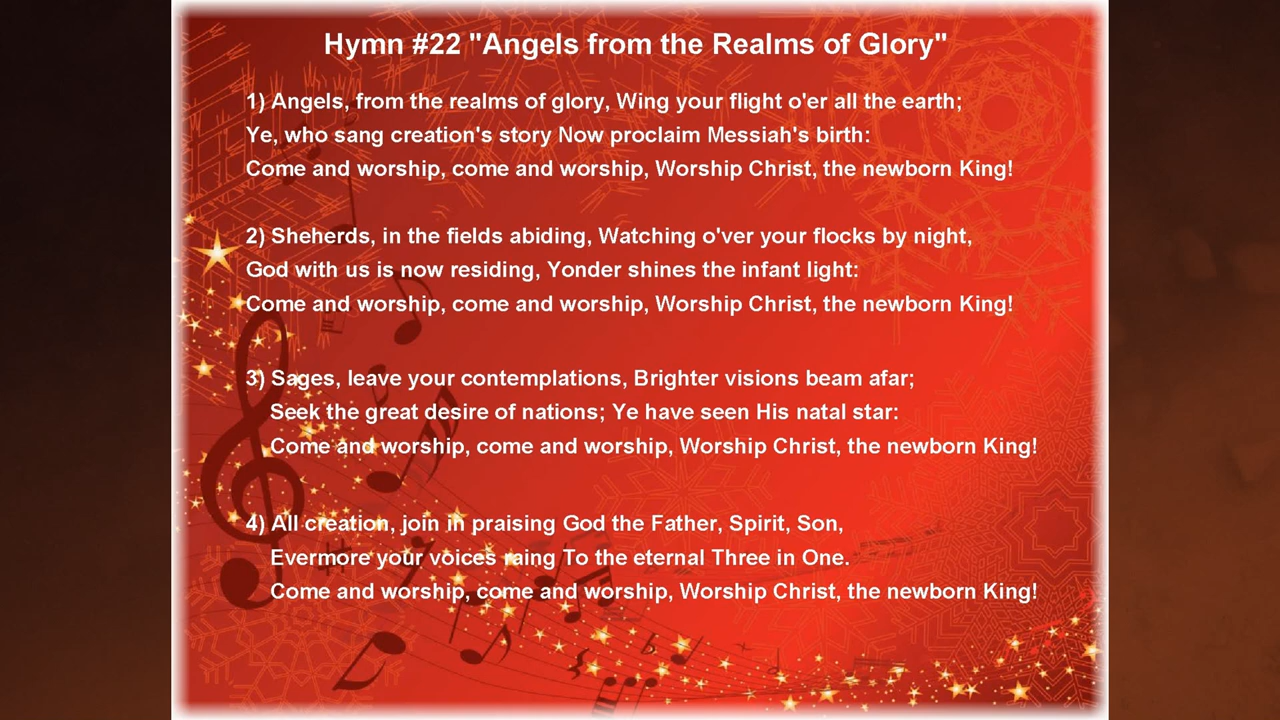 Hymn #22 "Angels from the Realms of Glory"
1) Angels, from the realms of glory, Wing your flight o'er all the earth;
Ye, who sang creation's story Now proclaim Messiah's birth:
Come and worship, come and worship, Worship Christ, the newborn King!
2) Sheherds, in the fields abiding, Watching o'ver your flocks by night,
God with us is now residing, Yonder shines the infant light:
Come and worship, come and worship, Worship Christ, the newborn King!
3) Sages, leave your contemplations, Brighter visions beam afar;
Seek the great desire of nations; Ye have seen His natal star:
Come and worship, come and worship, Worship Christ, the newborn King!
4) All creation, join in praising God the Father, Spirit, Son,
Evermore your voices raing To the eternal Three in One.
Come and worship, come and worship, Worship Christ, the newborn King!